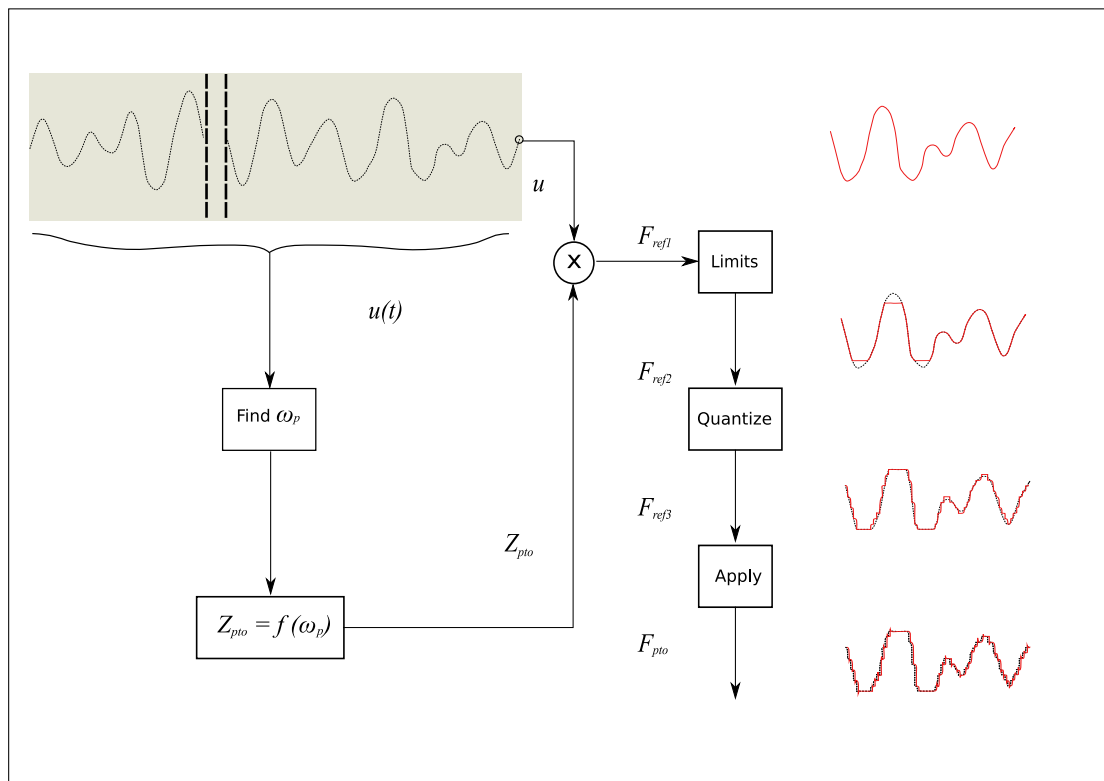 u
F_ref1
X
Limits
u(t)
F_ref2
Find ω_p
Quantize
F_ref3
Z_pto
Apply
Z_pto = f(ω_p)
F_pto